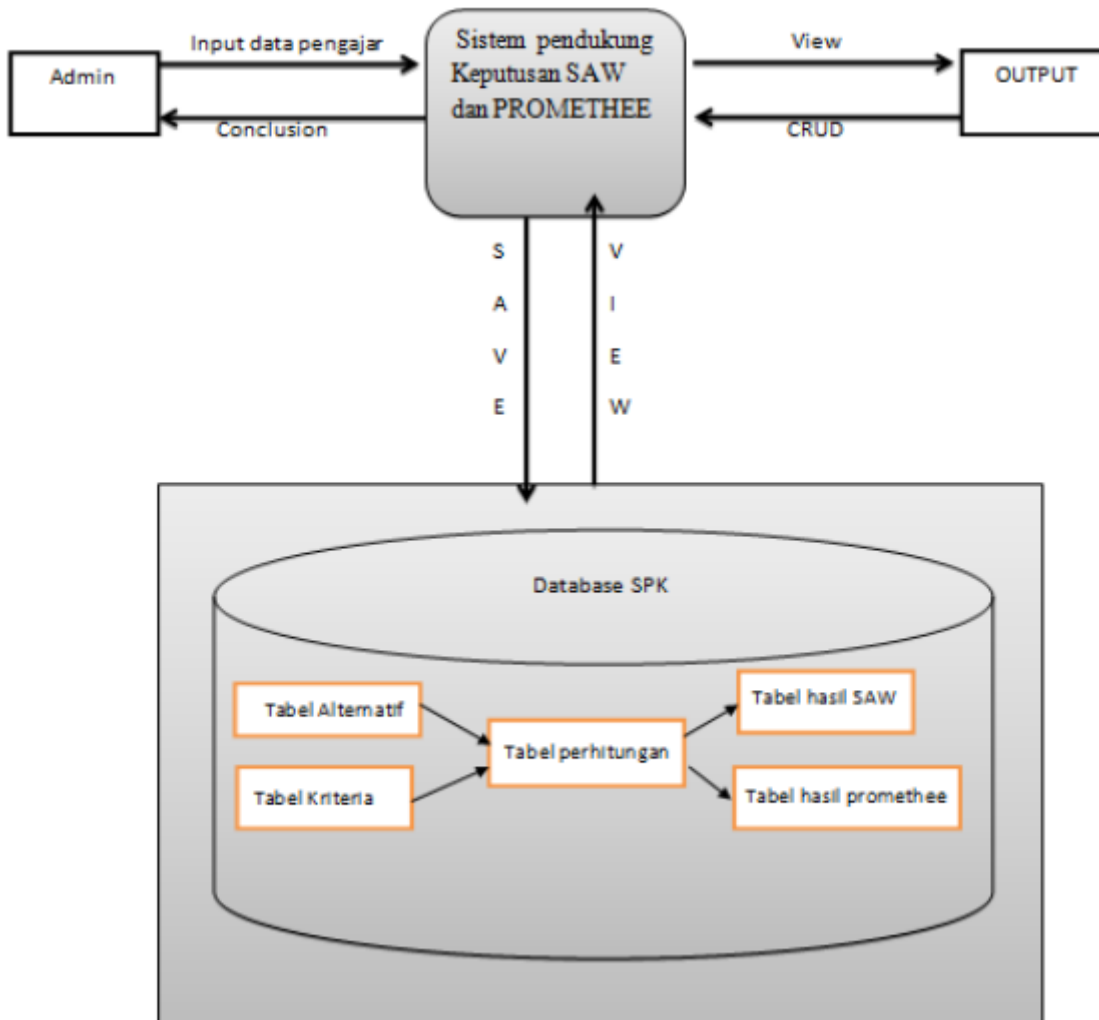 Admin
Input data pengajar
Conclusion
Sistem pendukung
Keputusan SAW
dan PROMETHEE
View
CRUD
OUTPUT
S
A
V
E
V
I
E
W
Database SPK
Tabel Alternatif
Tabel Kriteria
Tabel perhitungan
Tabel hasil SAW
Tabel hasil promethee